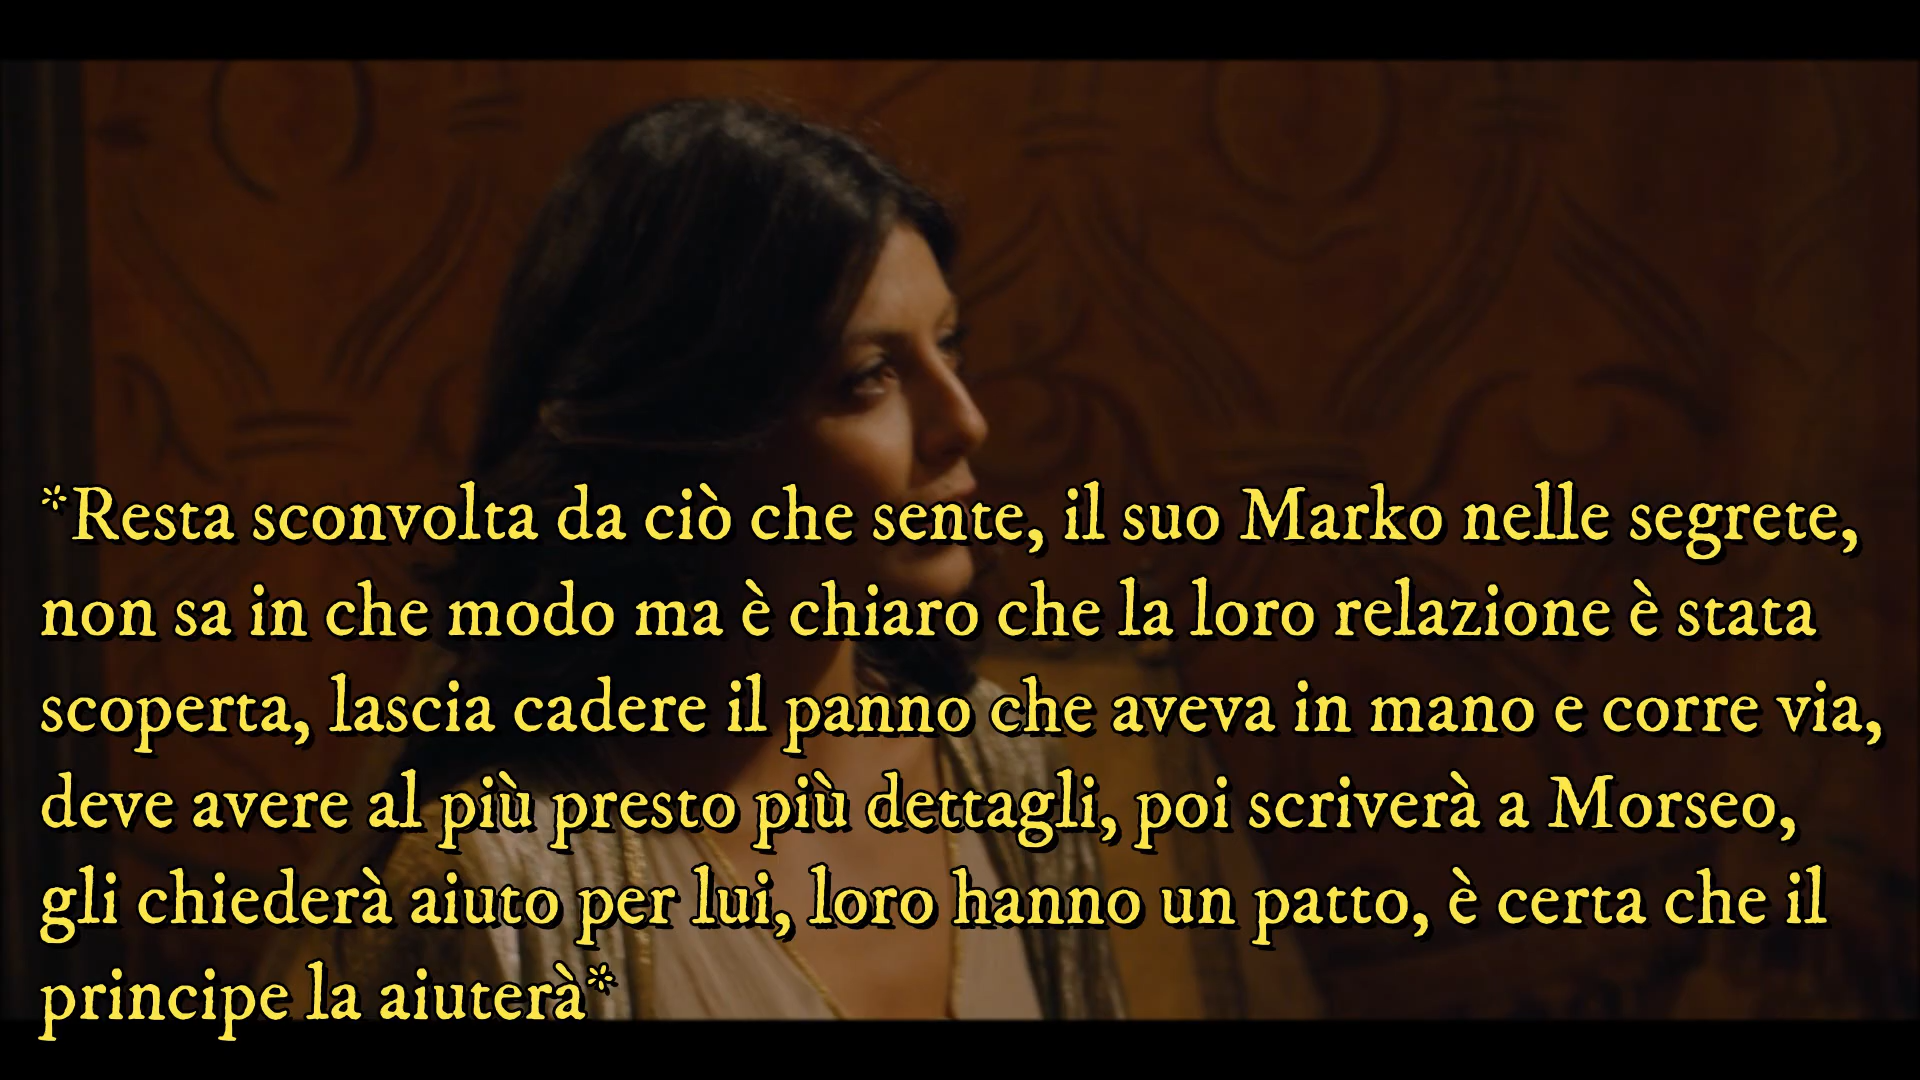 *Resta sconvolta da ciò che sente, il suo Marko nelle segrete,
non sa in che modo ma è chiaro che la loro relazione è stata
scoperta, lascia cadere il panno che aveva in mano e corre via,
deve avere al più presto più dettagli, poi scriverà a Morseo,
gli chiederà aiuto per lui, loro hanno un patto, è certa che il
principe la aiuterà*